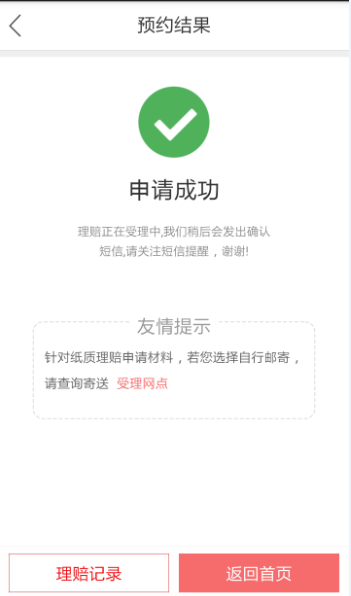 预约结果
申请成功
理赔正在受理中,我们稍后会发出确认
短信,请关注短信提醒，谢谢!
友情提示
针对纸质理赔申请材料，若您选择自行邮寄，
请查询寄送 受理网点
理赔记录 返回首页